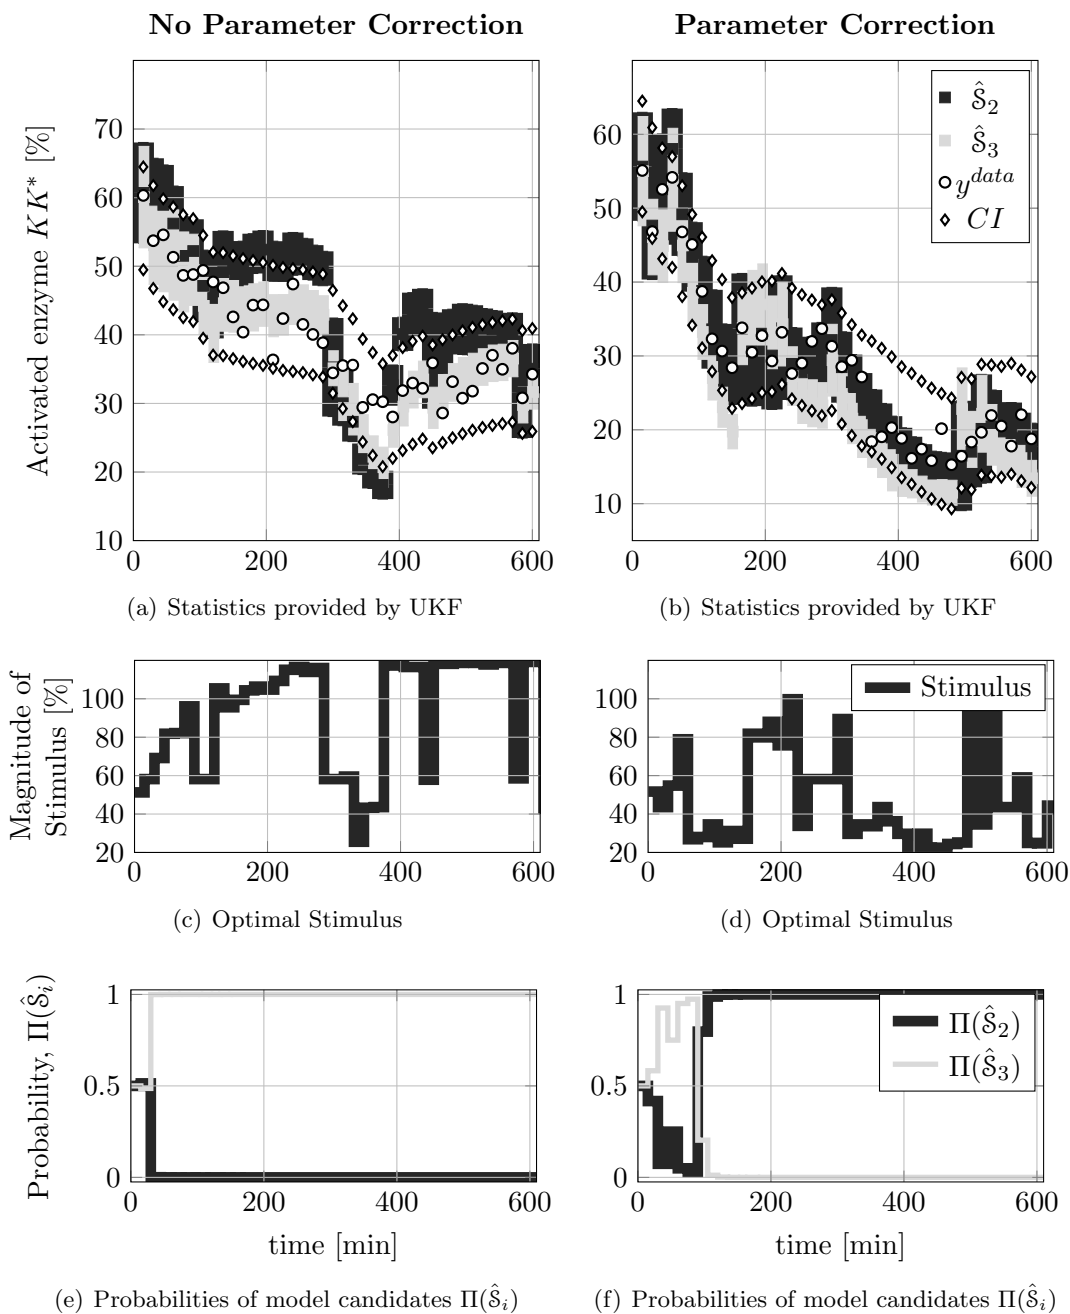 No Parameter Correction
Parameter Correction
Activated enzyme KK* [%]
70
60
50
40
30
20
10
0
200
400
600
60
50
40
30
20
10
0
200
400
600
Ŝ₂
Ŝ₃
y^data
CI
(a) Statistics provided by UKF
(b) Statistics provided by UKF
Magnitude of
Stimulus [%]
100
80
60
40
20
0
200
400
600
100
80
60
40
20
0
200
400
600
Stimulus
(c) Optimal Stimulus
(d) Optimal Stimulus
Probability, Π(Ŝᵢ)
1
0.5
0
0
200
400
600
time [min]
1
0.5
0
0
200
400
600
time [min]
Π(Ŝ₂)
Π(Ŝ₃)
(e) Probabilities of model candidates Π(Ŝᵢ)
(f) Probabilities of model candidates Π(Ŝᵢ)